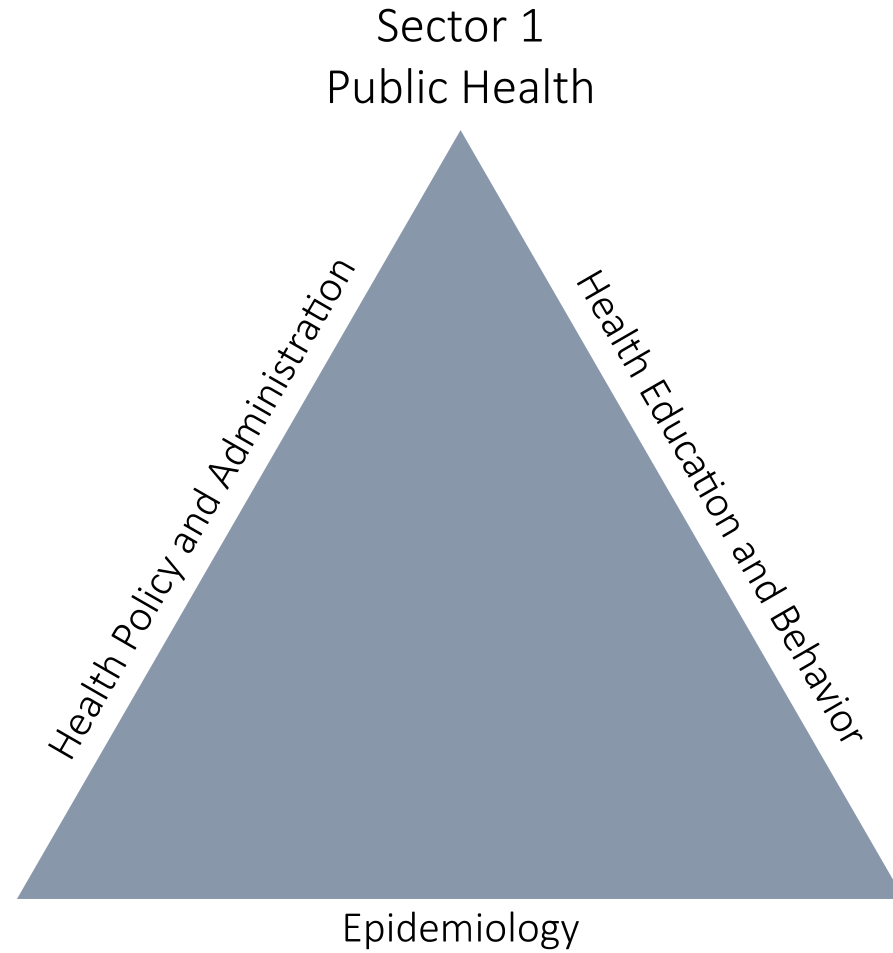 Sector 1
Public Health
Health Policy and Administration
Health Education and Behavior
Epidemiology